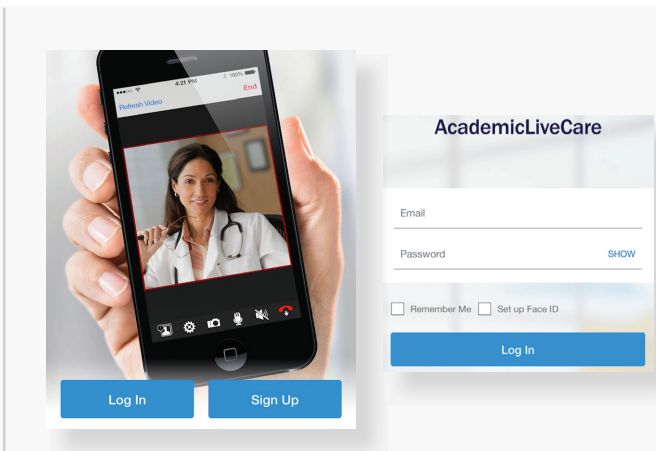 4:21 PM
100%
Refresh Video
End
Log In
Sign Up
AcademicLiveCare
Email
Password
SHOW
Remember Me
Set up Face ID
Log In